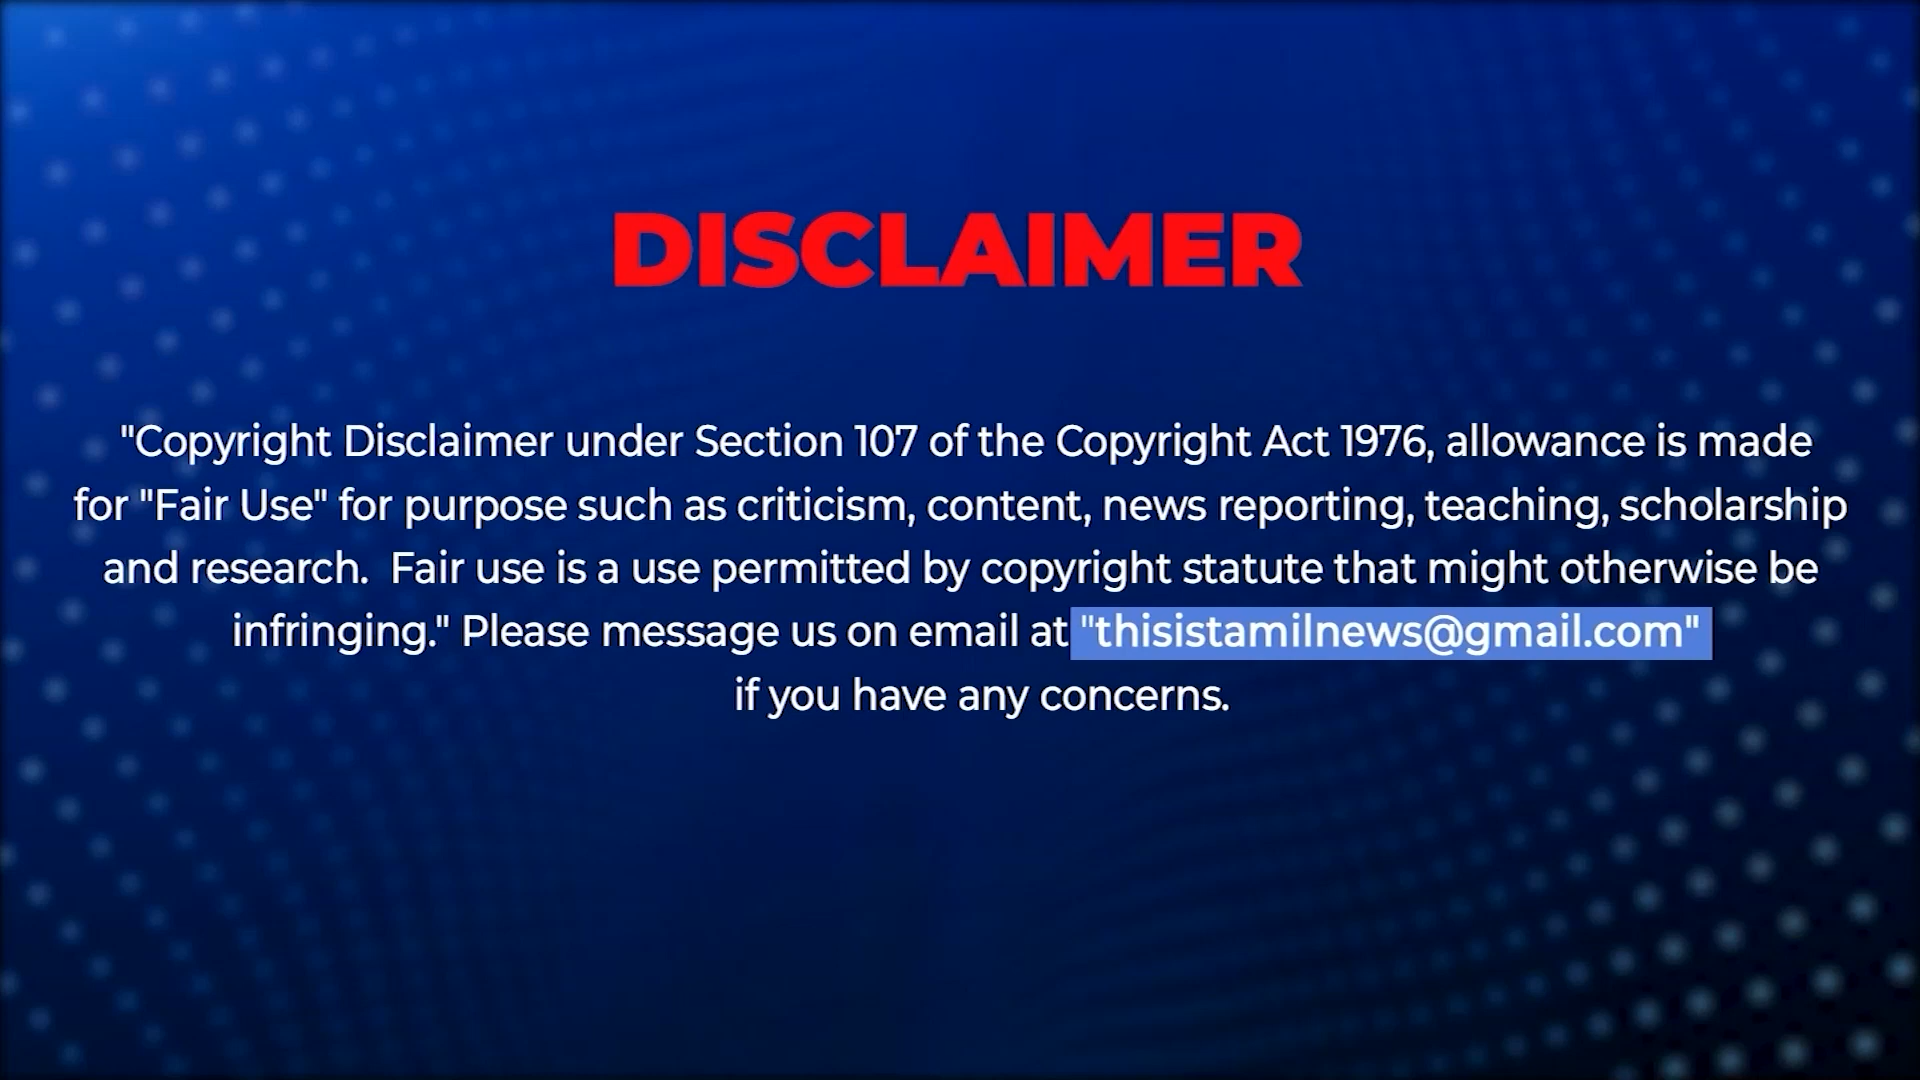 DISCLAIMER
"Copyright Disclaimer under Section 107 of the Copyright Act 1976, allowance is made
for "Fair Use" for purpose such as criticism, content, news reporting, teaching, scholarship
and research.  Fair use is a use permitted by copyright statute that might otherwise be
infringing." Please message us on email at "thisistamilnews@gmail.com"
if you have any concerns.